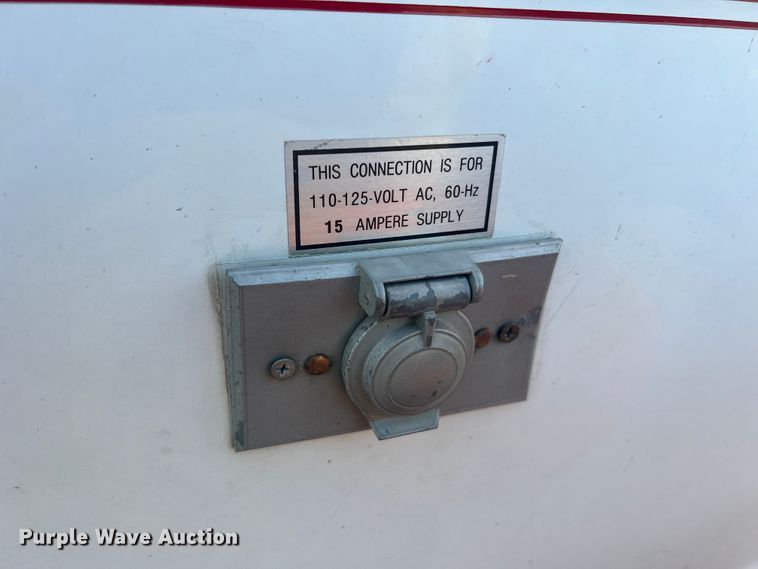 THIS CONNECTION IS FOR
110-125-VOLT AC, 60-Hz
15 AMPERE SUPPLY
Purple Wave Auction